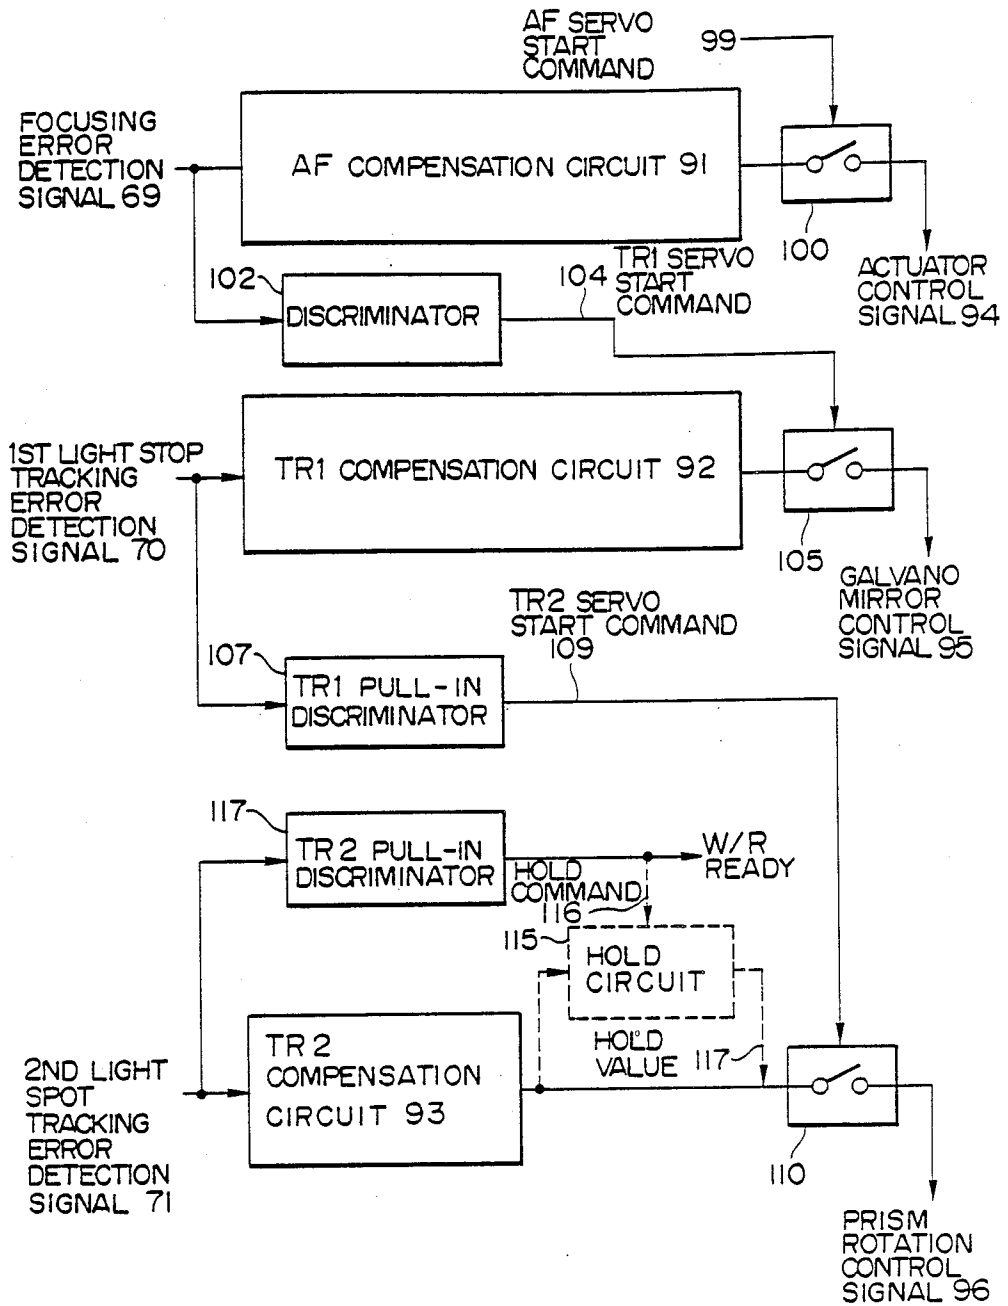 AF SERVO
START
COMMAND
99
FOCUSING
ERROR
DETECTION
SIGNAL 69
AF COMPENSATION CIRCUIT 91
100
ACTUATOR
CONTROL
SIGNAL 94
102
DISCRIMINATOR
104
TR1 SERVO
START
COMMAND
1ST LIGHT STOP
TRACKING
ERROR
DETECTION
SIGNAL 70
TR1 COMPENSATION CIRCUIT 92
105
GALVANO
MIRROR
CONTROL
SIGNAL 95
TR2 SERVO
START COMMAND
109
107
TR1 PULL-IN
DISCRIMINATOR
117
TR2 PULL-IN
DISCRIMINATOR
W/R
READY
HOLD
COMMAND
116
115
HOLD
CIRCUIT
HOLD
VALUE 117
2ND LIGHT
SPOT
TRACKING
ERROR
DETECTION
SIGNAL 71
TR2
COMPENSATION
CIRCUIT 93
110
PRISM
ROTATION
CONTROL
SIGNAL 96